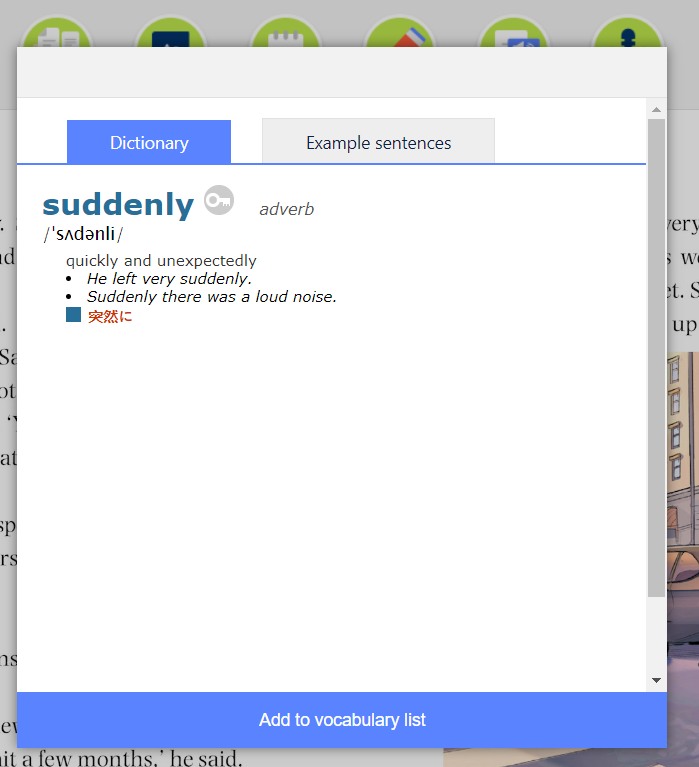 Dictionary
Example sentences
suddenly adverb
/ˈsʌdənli/
quickly and unexpectedly
• He left very suddenly.
• Suddenly there was a loud noise.
突然に
up
Add to vocabulary list
a few months,’ he said.